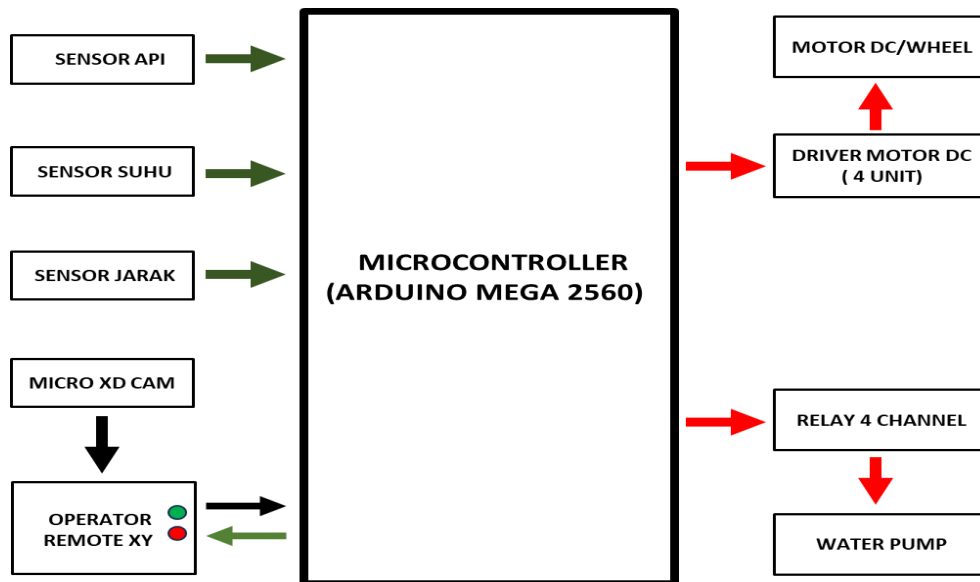 SENSOR API
SENSOR SUHU
SENSOR JARAK
MICRO XD CAM
OPERATOR
REMOTE XY
MICROCONTROLLER
(ARDUINO MEGA 2560)
MOTOR DC/WHEEL
DRIVER MOTOR DC
( 4 UNIT)
RELAY 4 CHANNEL
WATER PUMP